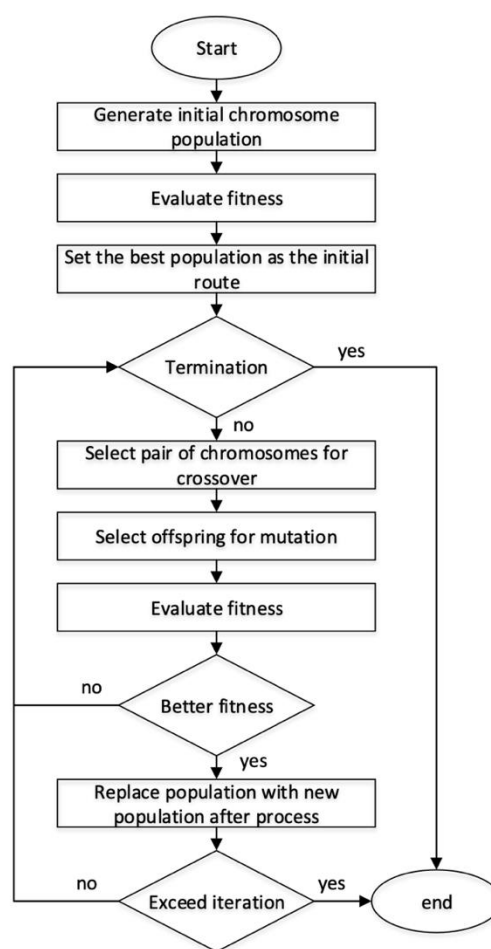 Start
Generate initial chromosome
population
Evaluate fitness
Set the best population as the initial
route
Termination
yes
no
Select pair of chromosomes for
crossover
Select offspring for mutation
Evaluate fitness
no
Better fitness
yes
Replace population with new
population after process
no
Exceed iteration
yes
end